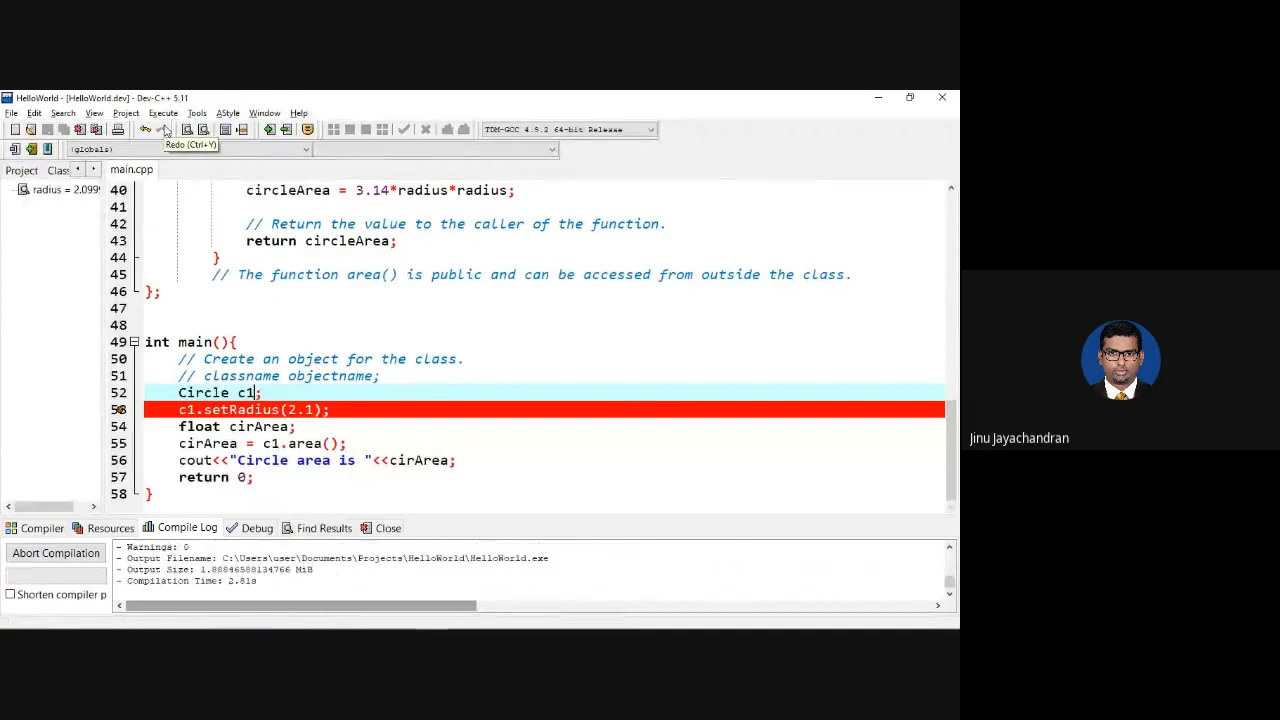 HelloWorld - [HelloWorld.dev] - Dev-C++ 5.11
File Edit Search View Project Execute Tools AStyle Window Help
TDM-GCC 4.9.2 64-bit Release
Redo (Ctrl+Y)
(globals)
Project Class
main.cpp
radius = 2.0999
40 circleArea = 3.14*radius*radius;
41
42 // Return the value to the caller of the function.
43 return circleArea;
44 }
45 // The function area() is public and can be accessed from outside the class.
46 };
47
48
49 int main(){
50 // Create an object for the class.
51 // classname objectname;
52 Circle c1;
53 c1.setRadius(2.1);
54 float cirArea;
55 cirArea = c1.area();
56 cout<<"Circle area is "<<cirArea;
57 return 0;
58 }
Compiler Resources Compile Log Debug Find Results Close
Abort Compilation
Shorten compiler p
- Warnings: 0
- Output Filename: C:\Users\user\Documents\Projects\HelloWorld\HelloWorld.exe
- Output Size: 1.88846588134766 MiB
- Compilation Time: 2.81s
Jinu Jayachandran